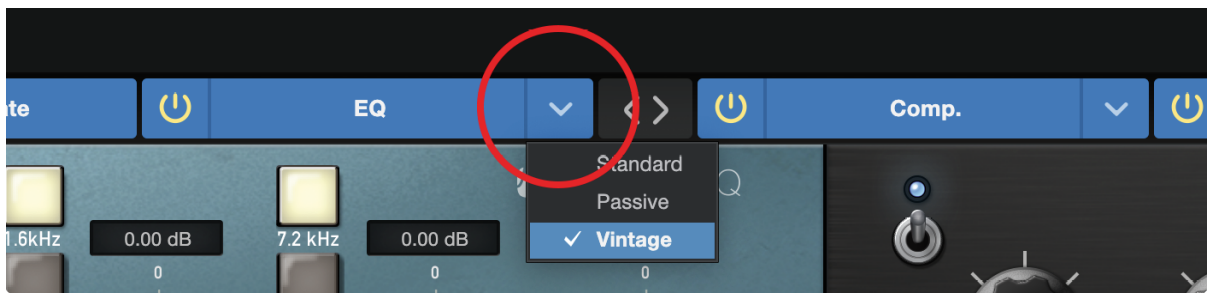 te
EQ
Comp.
Standard
Q
Passive
Vintage
1.6kHz
0.00 dB
7.2 kHz
0.00 dB
0
0
0